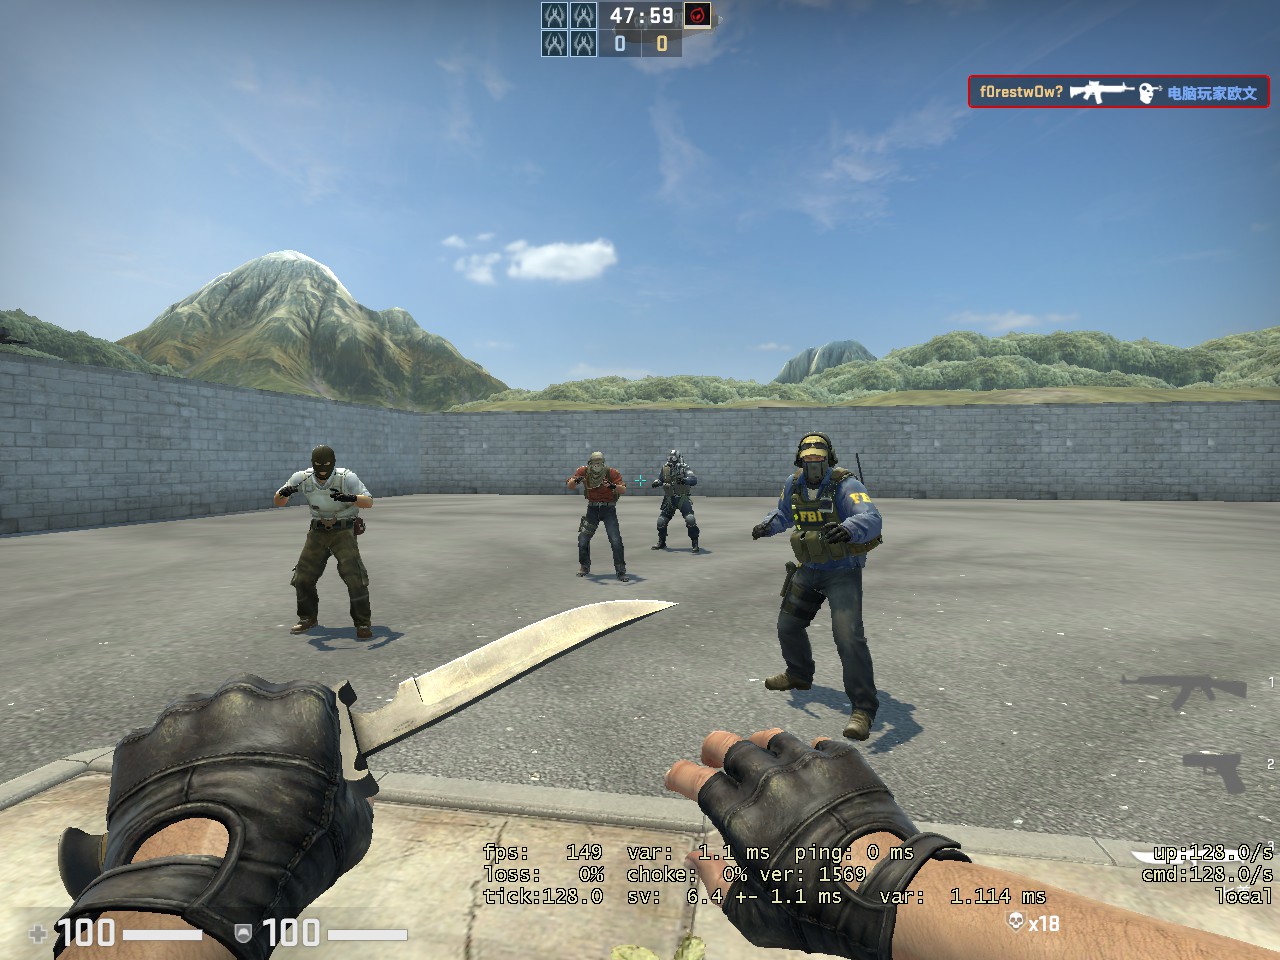 47:59
0 0
f0restw0w? 电脑玩家欧文
FBI
FB
1
2
3
fps: 149 var: 1.1 ms ping: 0 ms
up:128.0/s
loss: 0% choke: 0% ver: 1569
cmd:128.0/s
tick:128.0 sv: 6.4 +- 1.1 ms var: 1.114 ms
local
100 100
x18